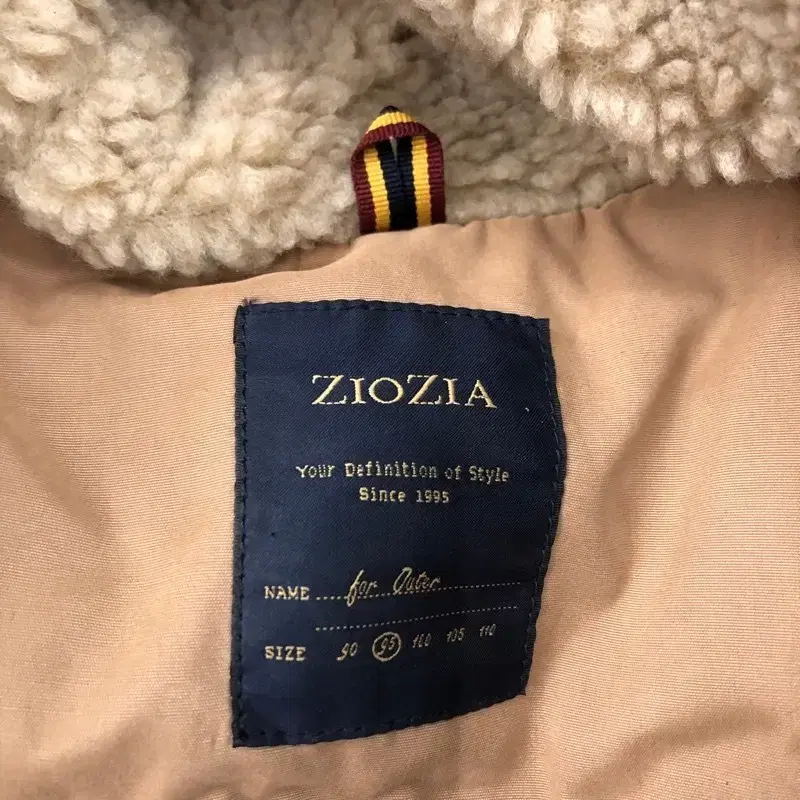 ZIOZIA
Your Definition of Style
Since 1995
NAME for Outer
SIZE 90 95 100 105 110